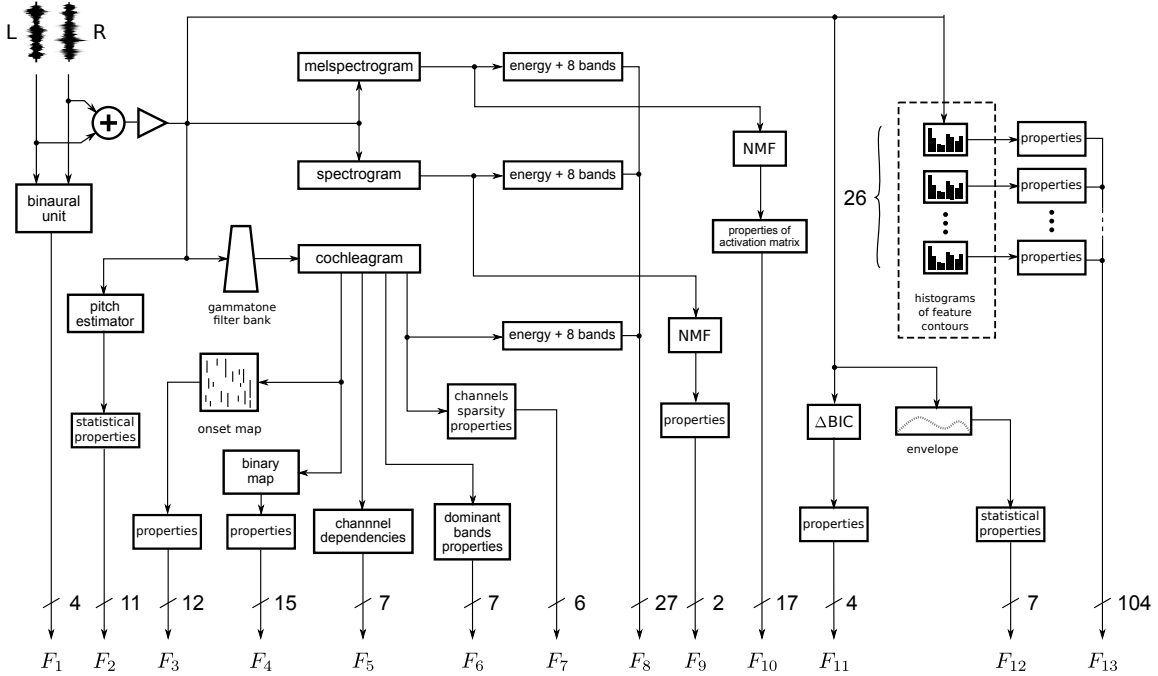 L R
melspectrogram
energy + 8 bands
+
NMF
properties
spectrogram
energy + 8 bands
26
properties
binaural
unit
properties of
activation matrix
cochleagram
properties
gammatone
filter bank
pitch
estimator
histograms
of feature
contours
NMF
energy + 8 bands
channels
sparsity
properties
onset map
statistical
properties
properties
ΔBIC
envelope
binary
map
properties
properties
channnel
dependencies
dominant
bands
properties
properties
statistical
properties
4 11 12 15 7 7 6 27 2 17 4 7 104
F1 F2 F3 F4 F5 F6 F7 F8 F9 F10 F11 F12 F13